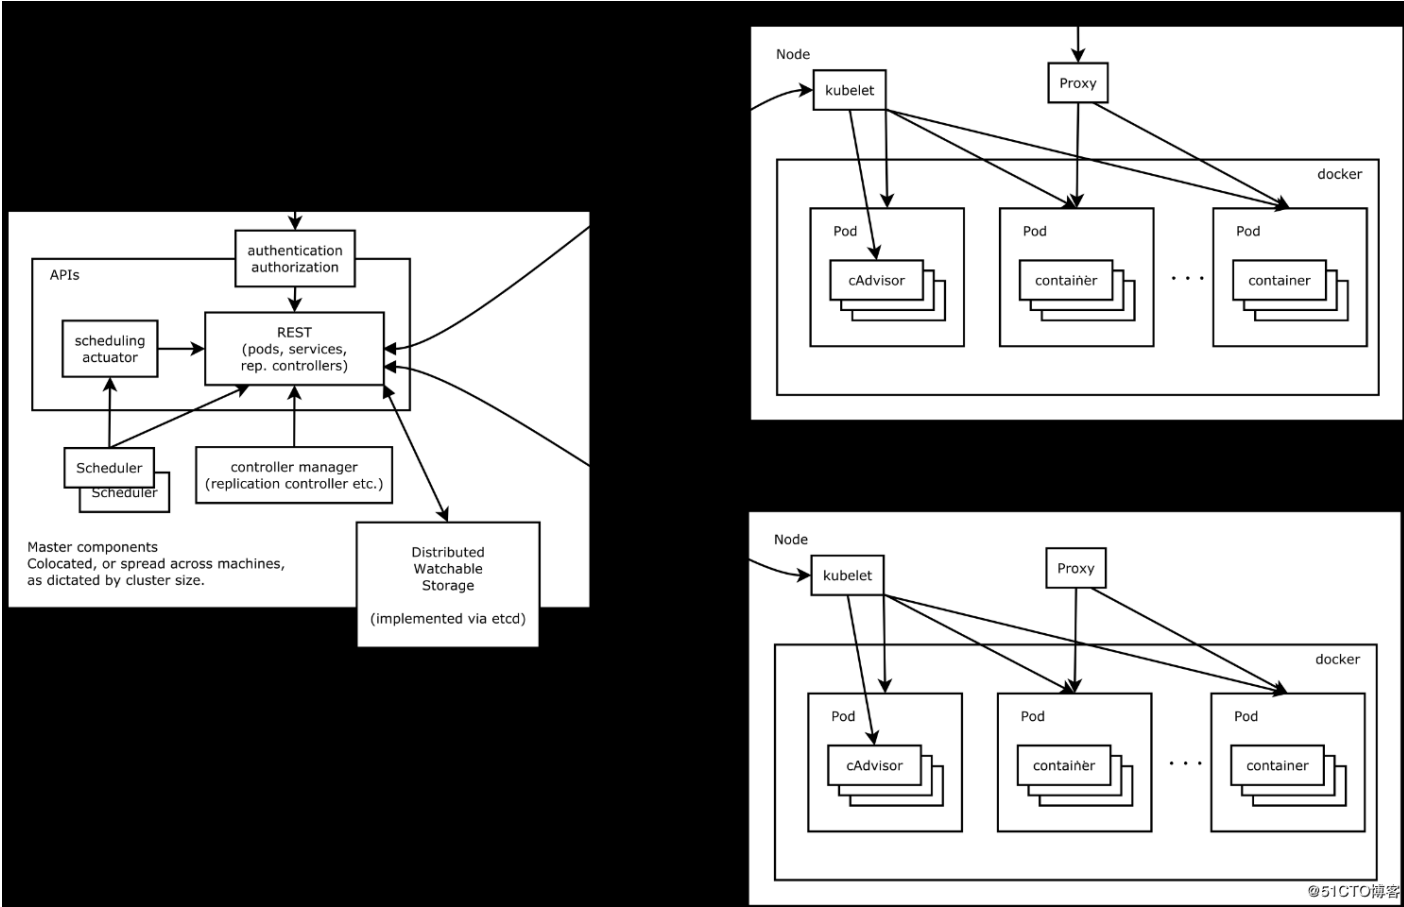 Node
kubelet
Proxy
docker
Pod
cAdvisor
Pod
container
. . .
Pod
container
authentication
authorization
APIs
scheduling
actuator
REST
(pods, services,
rep. controllers)
Scheduler
Scheduler
controller manager
(replication controller etc.)
Master components
Colocated, or spread across machines,
as dictated by cluster size.
Distributed
Watchable
Storage
(implemented via etcd)
Node
kubelet
Proxy
docker
Pod
cAdvisor
Pod
container
. . .
Pod
container
@51CTO博客